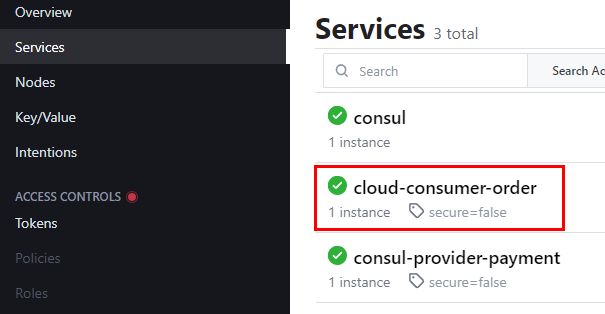 Overview
Services
Nodes
Key/Value
Intentions
ACCESS CONTROLS
Tokens
Policies
Roles
Services 3 total
Search
Search Ac
consul
1 instance
cloud-consumer-order
1 instance secure=false
consul-provider-payment
1 instance secure=false